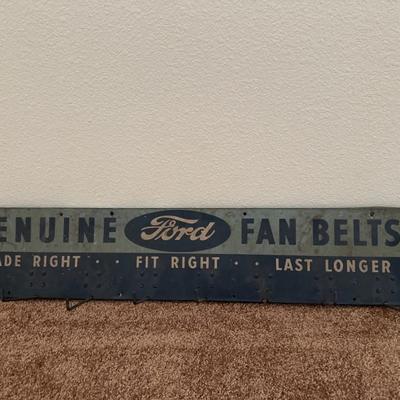 ENUINE Ford FAN BELTS
ADE RIGHT · · FIT RIGHT · · LAST LONGER